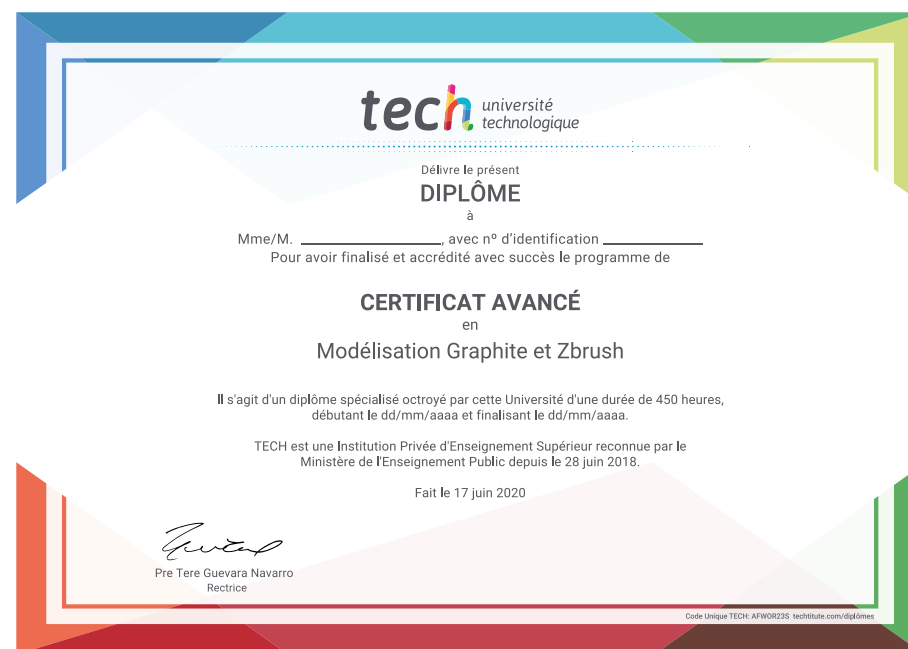 tech université
technologique
Délivre le présent
DIPLÔME
à
Mme/M. ____________________, avec nº d'identification ______________
Pour avoir finalisé et accrédité avec succès le programme de
CERTIFICAT AVANCÉ
en
Modélisation Graphite et Zbrush
Il s'agit d'un diplôme spécialisé octroyé par cette Université d'une durée de 450 heures,
débutant le dd/mm/aaaa et finalisant le dd/mm/aaaa.
TECH est une Institution Privée d'Enseignement Supérieur reconnue par le
Ministère de l'Enseignement Public depuis le 28 juin 2018.
Fait le 17 juin 2020
Pre Tere Guevara Navarro
Rectrice
Code Unique TECH: AFWOR23S techtitute.com/diplômes